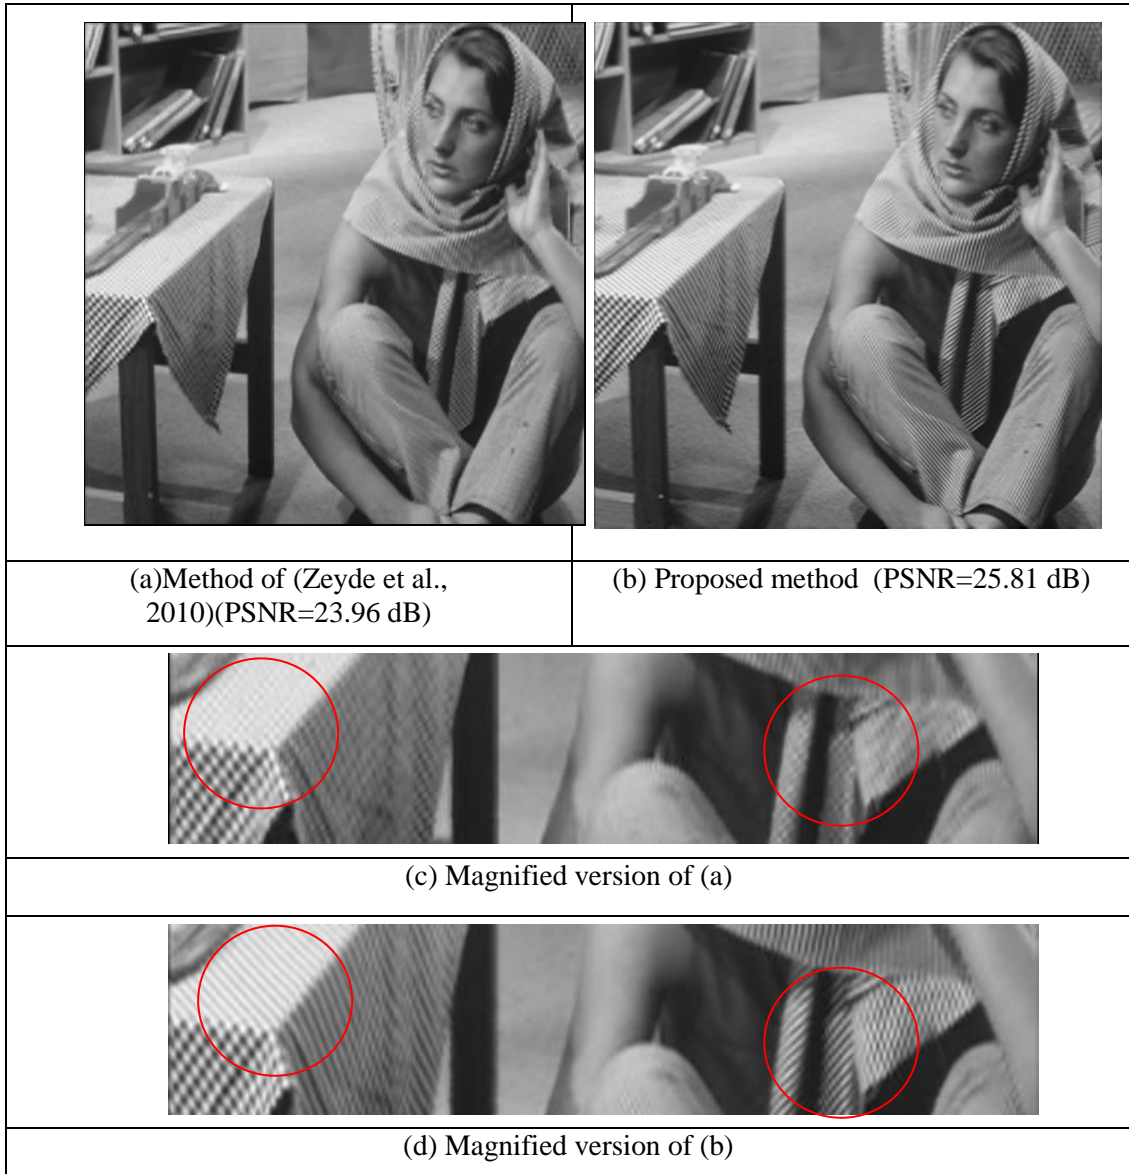 (a)Method of (Zeyde et al.,
2010)(PSNR=23.96 dB)
(b) Proposed method (PSNR=25.81 dB)
(c) Magnified version of (a)
(d) Magnified version of (b)